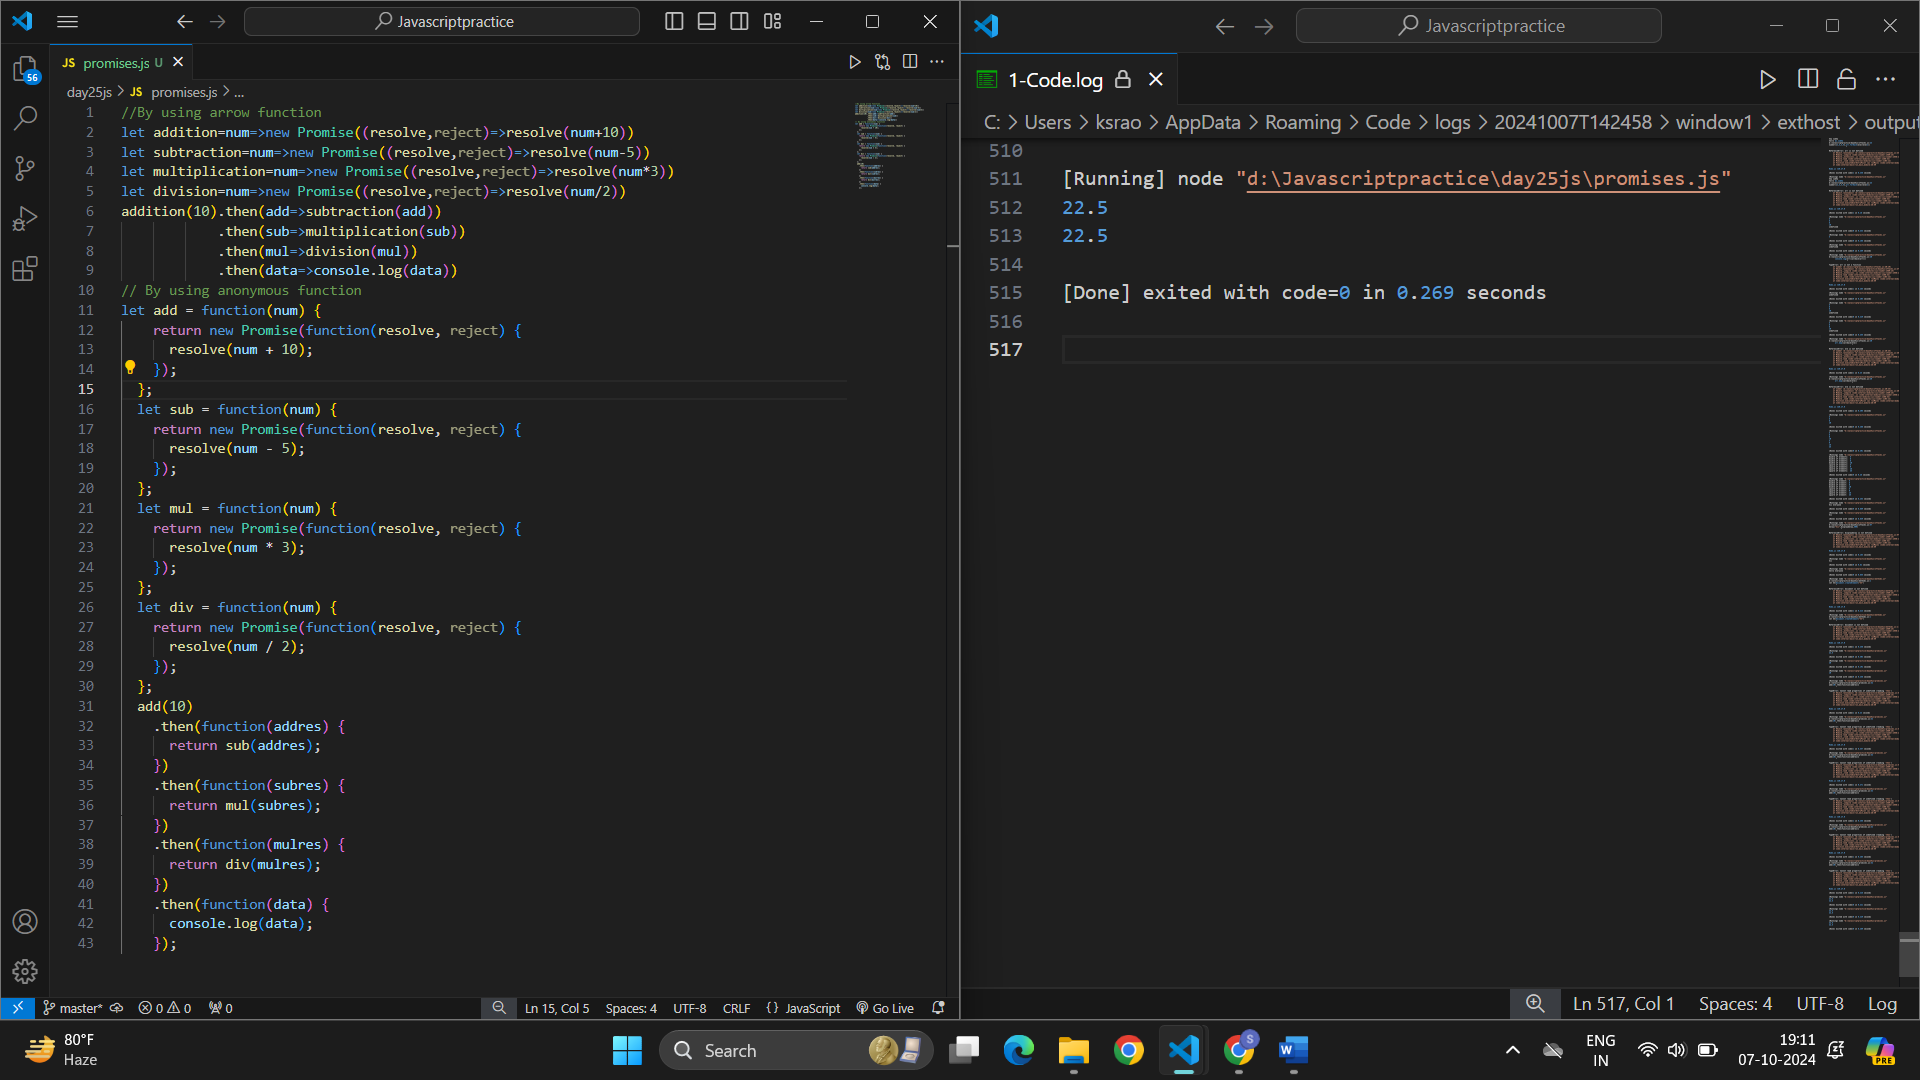 Javascriptpractice
JS promises.js U
day25js > JS promises.js > ...
1 //By using arrow function
2 let addition=num=>new Promise((resolve,reject)=>resolve(num+10))
3 let subtraction=num=>new Promise((resolve,reject)=>resolve(num-5))
4 let multiplication=num=>new Promise((resolve,reject)=>resolve(num*3))
5 let division=num=>new Promise((resolve,reject)=>resolve(num/2))
6 addition(10).then(add=>subtraction(add))
7 .then(sub=>multiplication(sub))
8 .then(mul=>division(mul))
9 .then(data=>console.log(data))
10 // By using anonymous function
11 let add = function(num) {
12 return new Promise(function(resolve, reject) {
13 resolve(num + 10);
14 });
15 };
16 let sub = function(num) {
17 return new Promise(function(resolve, reject) {
18 resolve(num - 5);
19 });
20 };
21 let mul = function(num) {
22 return new Promise(function(resolve, reject) {
23 resolve(num * 3);
24 });
25 };
26 let div = function(num) {
27 return new Promise(function(resolve, reject) {
28 resolve(num / 2);
29 });
30 };
31 add(10)
32 .then(function(addres) {
33 return sub(addres);
34 })
35 .then(function(subres) {
36 return mul(subres);
37 })
38 .then(function(mulres) {
39 return div(mulres);
40 })
41 .then(function(data) {
42 console.log(data);
43 });
56
master* 0 0 0 Ln 15, Col 5 Spaces: 4 UTF-8 CRLF {} JavaScript Go Live
Javascriptpractice
1-Code.log
C: > Users > ksrao > AppData > Roaming > Code > logs > 20241007T142458 > window1 > exthost > output
510
511 [Running] node "d:\Javascriptpractice\day25js\promises.js"
512 22.5
513 22.5
514
515 [Done] exited with code=0 in 0.269 seconds
516
517
Ln 517, Col 1 Spaces: 4 UTF-8 Log
80°F
Haze
Search
S
W
PRE
ENG
IN
19:11
07-10-2024